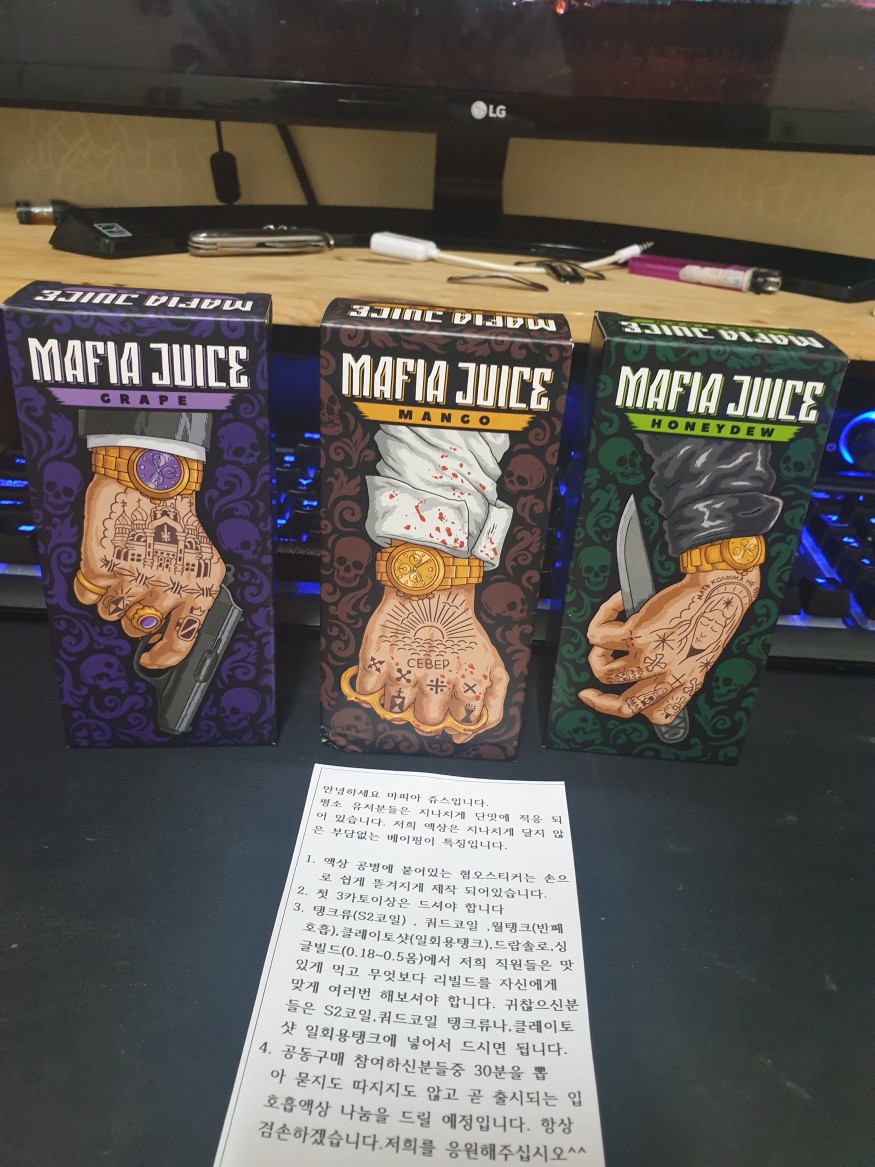 LG
MAFIA JUICE
MAFIA JUICE
GRAPE
MAFIA JUICE
MAFIA JUICE
MANGO
СЕВЕР
MAFIA JUICE
MAFIA JUICE
HONEYDEW
안녕하세요 마피아 쥬스입니다.
평소 유저분들은 지나치게 단맛에 적응 되
어 있습니다. 저희 액상은 지나치게 달지 않
은 부담없는 베이핑이 특징입니다.
1. 액상 공병에 붙어있는 혐오스티커는 손으
로 쉽게 뜯겨지게 제작 되어있습니다.
2. 첫 3카토이상은 드셔야 합니다
3. 탱크류(S2코일) , 쿼드코일 ,월탱크(반폐
호흡),클레이토샷(일회용탱크),드랍솔로,싱
글빌드(0.18~0.5옴)에서 저희 직원들은 맛
있게 먹고 무엇보다 리빌드를 자신에게
맞게 여러번 해보셔야 합니다. 귀찮으신분
들은 S2코일,쿼드코일 탱크류나,클레이토
샷 일회용탱크에 넣어서 드시면 됩니다.
4. 공동구매 참여하신분들중 30분을 뽑
아 묻지도 따지지도 않고 곧 출시되는 입
호흡액상 나눔을 드릴 예정입니다. 항상
겸손하겠습니다.저희를 응원해주십시오^^